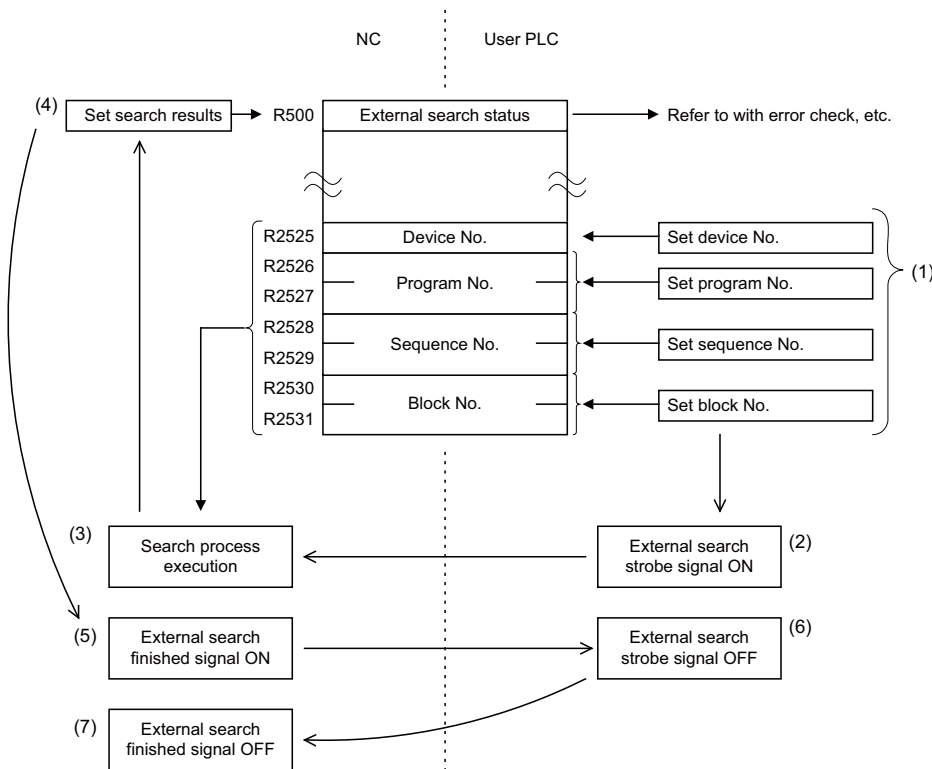 NC
User PLC
(4)
Set search results
R500
External search status
Refer to with error check, etc.
R2525
Device No.
Set device No.
(1)
R2526
Program No.
Set program No.
R2527
R2528
Sequence No.
Set sequence No.
R2529
R2530
Block No.
Set block No.
R2531
(3)
Search process
execution
(2)
External search
strobe signal ON
(5)
External search
finished signal ON
(6)
External search
strobe signal OFF
(7)
External search
finished signal OFF